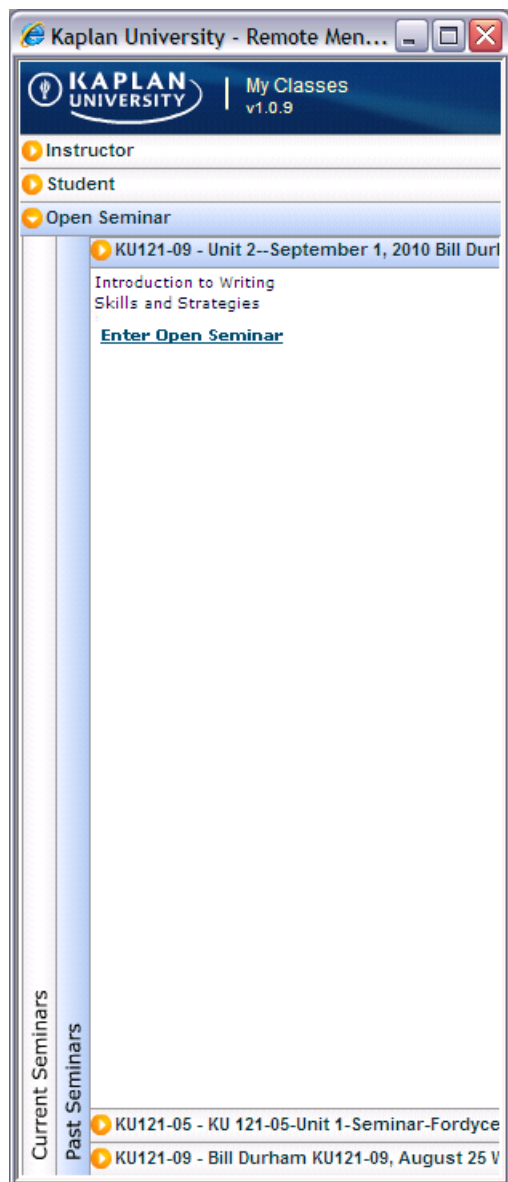 Kaplan University - Remote Men...
KAPLAN UNIVERSITY
My Classes
v1.0.9
Instructor
Student
Open Seminar
KU121-09 - Unit 2--September 1, 2010 Bill
Introduction to Writing
Skills and Strategies
Enter Open Seminar
Current Seminars
Past Seminars
KU121-05 - KU 121-05-Unit 1-Seminar-Fordyce
KU121-09 - Bill Durham KU121-09, August 25